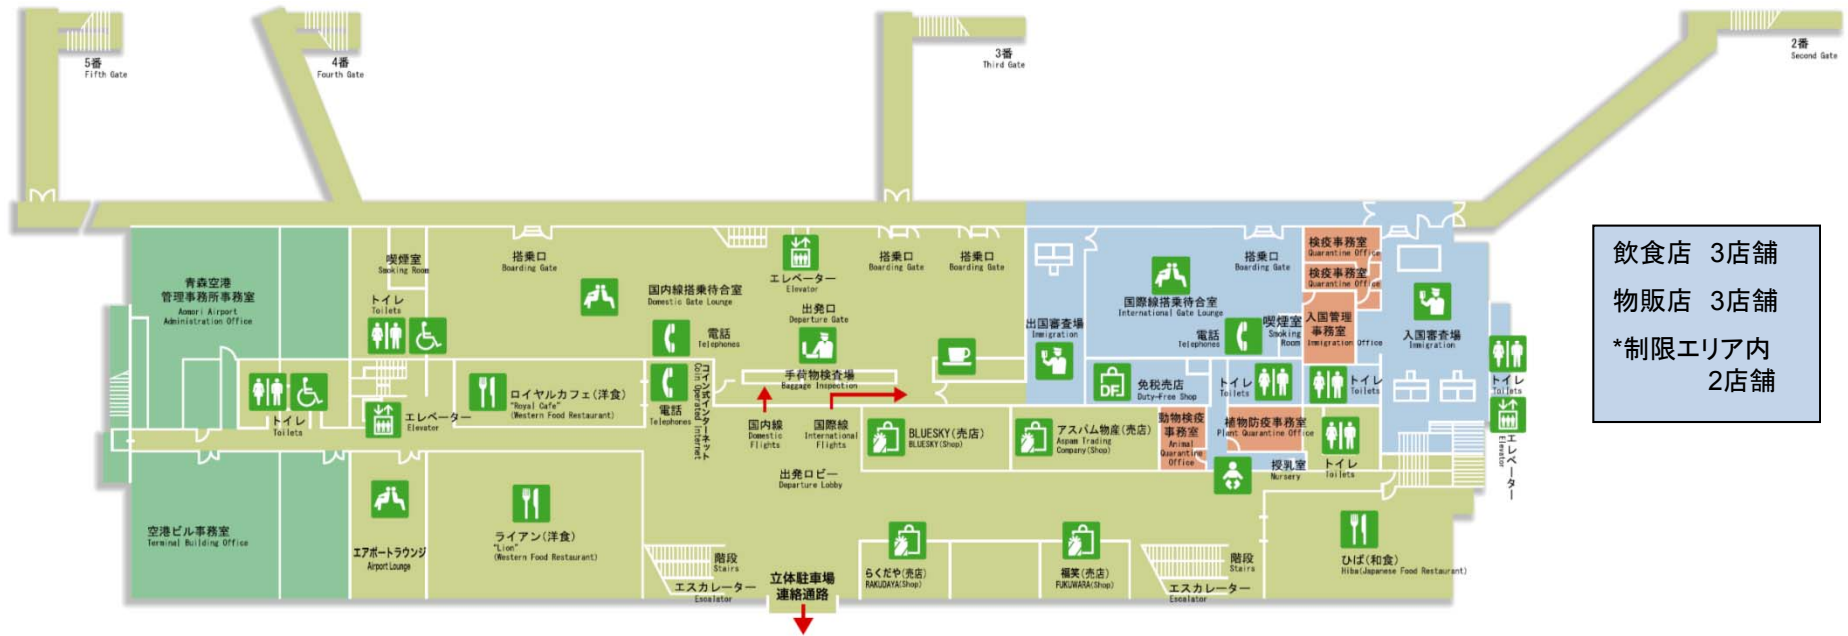 5番
Fifth Gate
4番
Fourth Gate
3番
Third Gate
2番
Second Gate
青森空港
管理事務所事務室
Aomori Airport
Administration Office
喫煙室
Smoking Room
トイレ
Toilets
搭乗口
Boarding Gate
国内線搭乗待合室
Domestic Gate Lounge
エレベーター
Elevator
出発口
Departure Gate
搭乗口
Boarding Gate
搭乗口
Boarding Gate
電話
Telephones
手荷物検査場
Baggage Inspection
出国審査場
Immigration
国際線搭乗待合室
International Gate Lounge
搭乗口
Boarding Gate
電話
Telephones
喫煙室
Smoking
Room
検疫事務室
Quarantine Office
検疫事務室
Quarantine Office
入国管理
事務室
Immigration Office
入国審査場
Immigration
トイレ
Toilets
エレベーター
Elevator
飲食店 3店舗
物販店 3店舗
*制限エリア内
2店舗
トイレ
Toilets
エレベーター
Elevator
ロイヤルカフェ(洋食)
"Royal Cafe"
(Western Food Restaurant)
電話
Telephones
コイン式インターネット
Coin Operated Internet
国内線
Domestic
Flights
国際線
International
Flights
BLUESKY(売店)
BLUESKY(Shop)
アスパム物産(売店)
Aspam Trading
Company(Shop)
DF
免税売店
Duty-Free Shop
動物検疫
事務室
Animal
Quarantine
Office
トイレ
Toilets
トイレ
Toilets
植物防疫事務室
Plant Quarantine Office
授乳室
Nursery
トイレ
Toilets
出発ロビー
Departure Lobby
空港ビル事務室
Terminal Building Office
エアポートラウンジ
Airport Lounge
ライアン(洋食)
"Lion"
(Western Food Restaurant)
階段
Stairs
エスカレーター
Escalator
立体駐車場
連絡通路
らくだや(売店)
RAKUDAYA(Shop)
福笑(売店)
FUKUWARA(Shop)
階段
Stairs
エスカレーター
Escalator
ひば(和食)
Hiba(Japanese Food Restaurant)